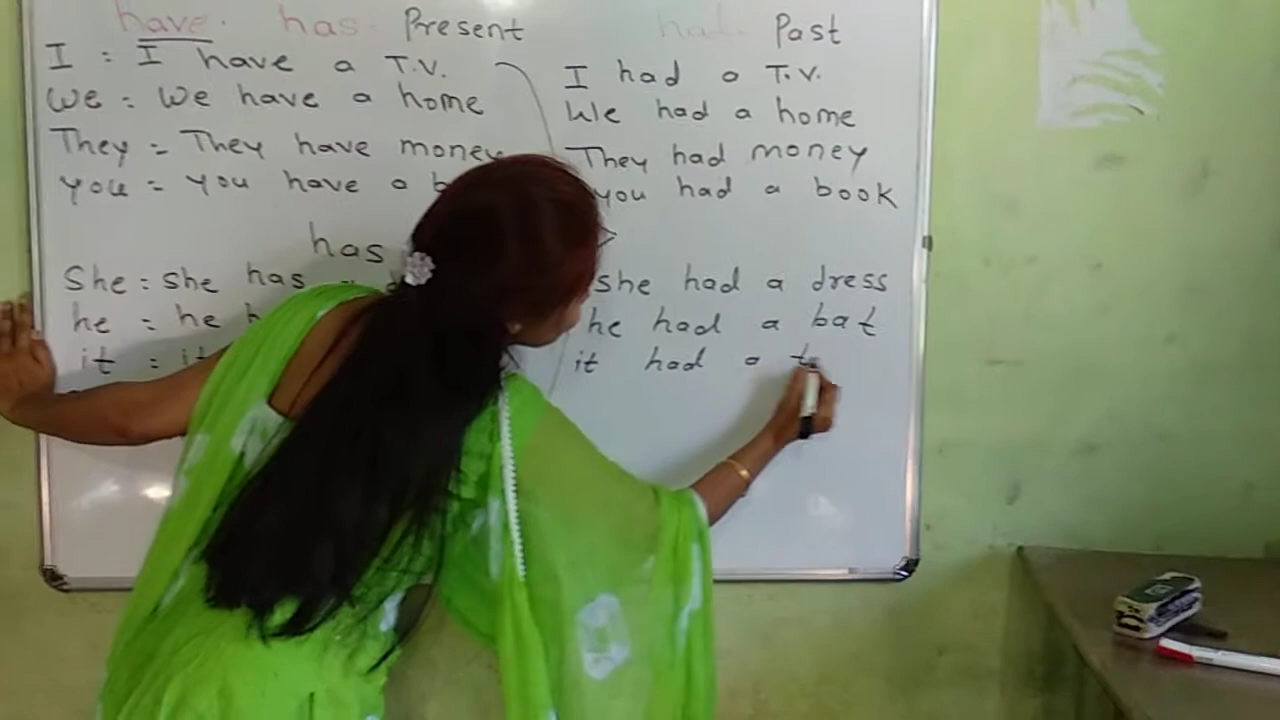 have. has. Present had. Past
I = I have a T.V. I had a T.V.
We = We have a home We had a home
They = They have money They had money
you = you have a you had a book
has
She = she has she had a dress
he = he he had a bat
it = it it had a